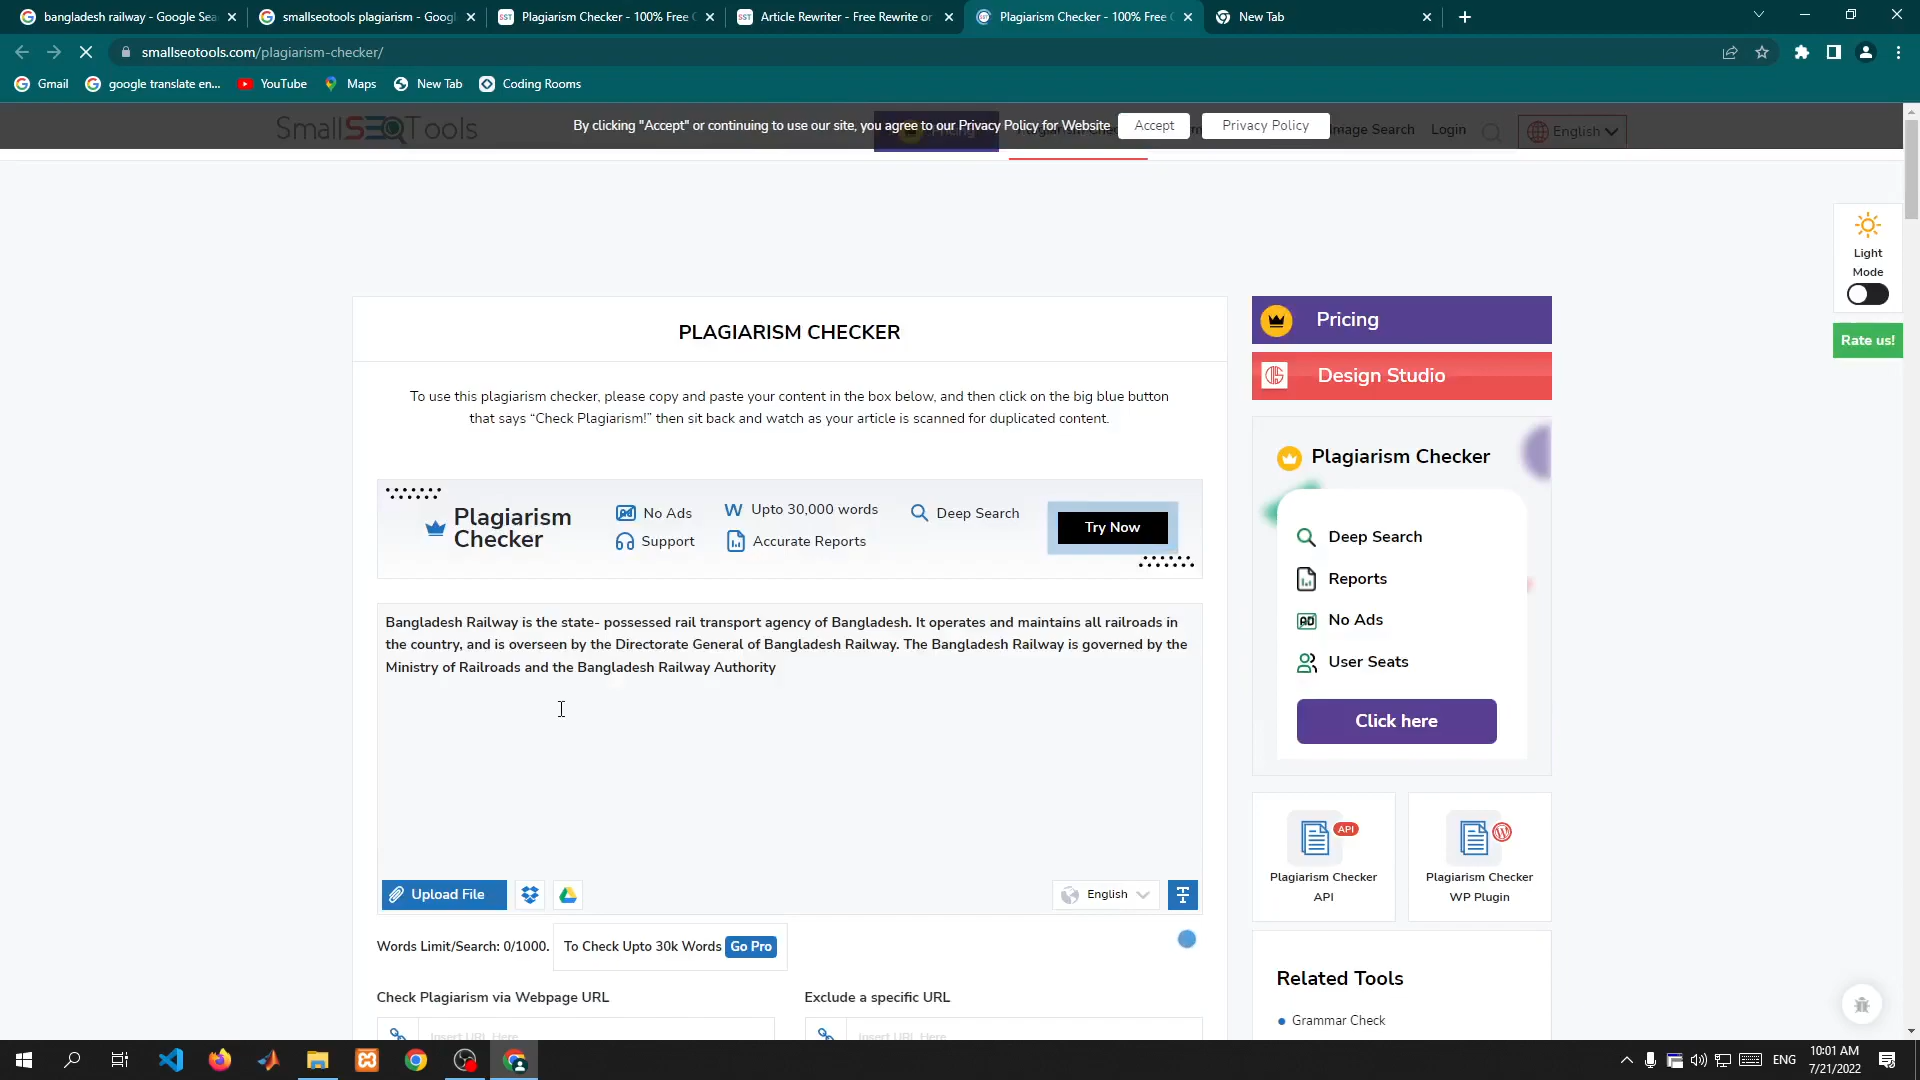 bangladesh railway - Google Sea
smallseotools plagiarism - Googl
Plagiarism Checker - 100% Free C
Article Rewriter - Free Rewrite or
Plagiarism Checker - 100% Free C
New Tab
smallseotools.com/plagiarism-checker/
Gmail
google translate en...
YouTube
Maps
New Tab
Coding Rooms
SmallSEOTools
By clicking "Accept" or continuing to use our site, you agree to our Privacy Policy for Website
Accept
Privacy Policy
Image Search
Login
English
Light
Mode
Rate us!
PLAGIARISM CHECKER
To use this plagiarism checker, please copy and paste your content in the box below, and then click on the big blue button
that says “Check Plagiarism!” then sit back and watch as your article is scanned for duplicated content.
Plagiarism
Checker
No Ads
Support
Upto 30,000 words
Accurate Reports
Deep Search
Try Now
Bangladesh Railway is the state- possessed rail transport agency of Bangladesh. It operates and maintains all railroads in
the country, and is overseen by the Directorate General of Bangladesh Railway. The Bangladesh Railway is governed by the
Ministry of Railroads and the Bangladesh Railway Authority
Upload File
English
Words Limit/Search: 0/1000.
To Check Upto 30k Words
Go Pro
Check Plagiarism via Webpage URL
Exclude a specific URL
Insert URL Here
Insert URL Here
Pricing
Design Studio
Plagiarism Checker
Deep Search
Reports
No Ads
User Seats
Click here
API
Plagiarism Checker
API
Plagiarism Checker
WP Plugin
Related Tools
Grammar Check
ENG
10:01 AM
7/21/2022